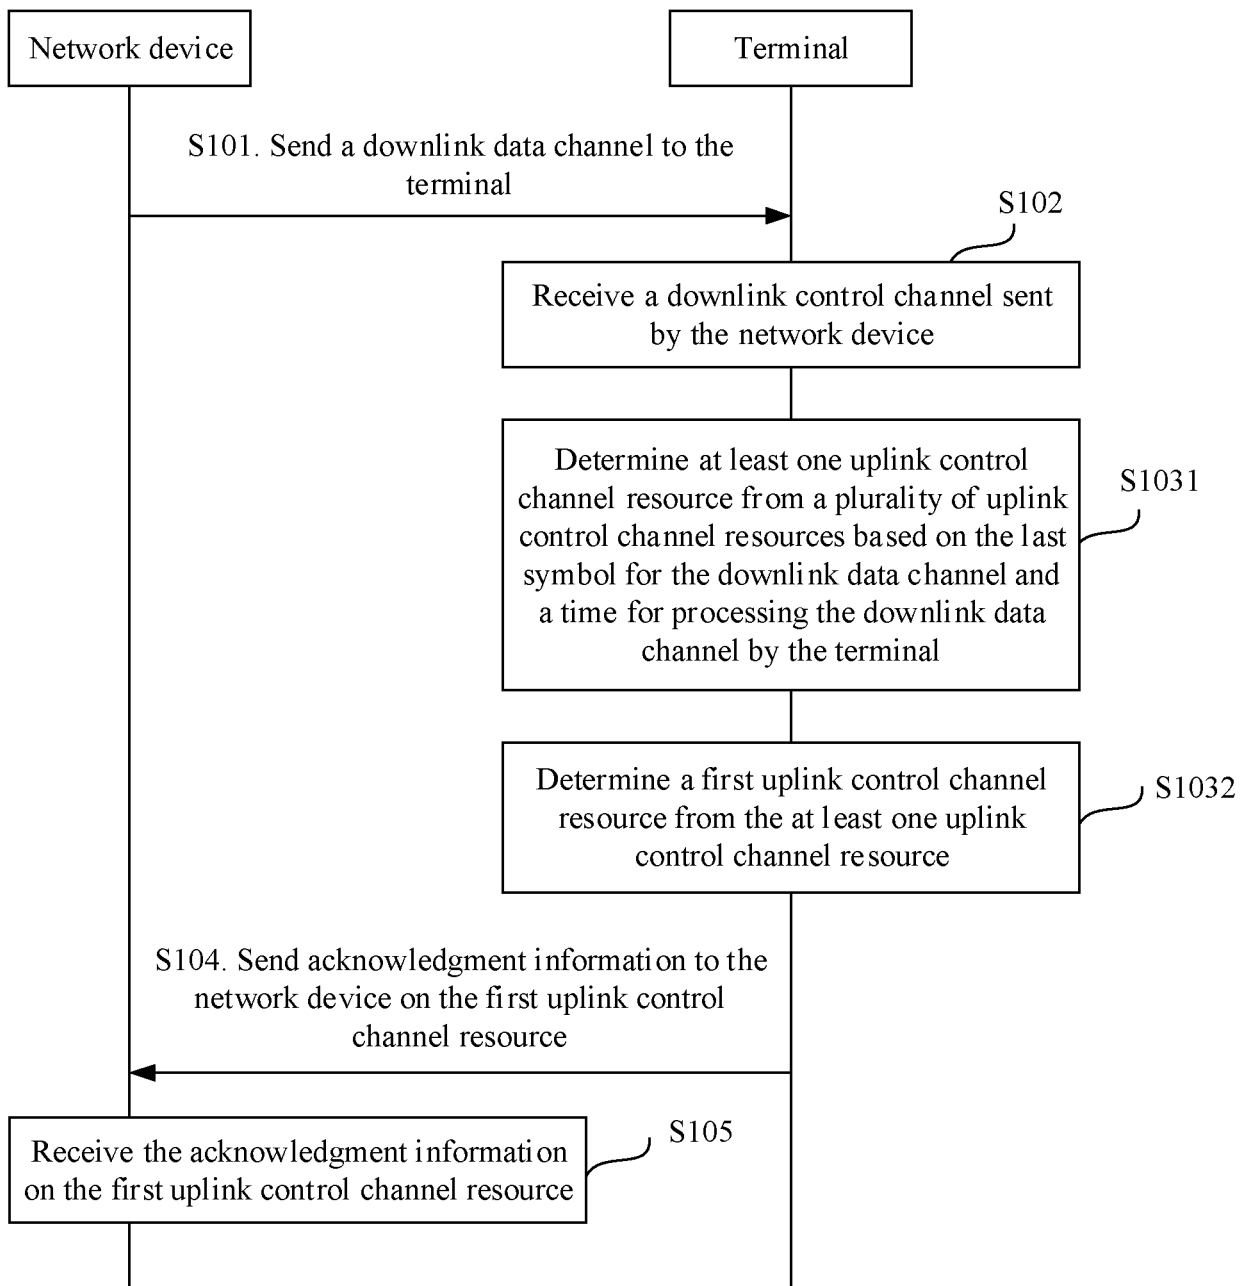 Network device
Terminal
S101. Send a downlink data channel to the
terminal
S102
Receive a downlink control channel sent
by the network device
Determine at least one uplink control
channel resource from a plurality of uplink
control channel resources based on the last
symbol for the downlink data channel and
a time for processing the downlink data
channel by the terminal
S1031
Determine a first uplink control channel
resource from the at least one uplink
control channel resource
S1032
S104. Send acknowledgment information to the
network device on the first uplink control
channel resource
Receive the acknowledgment information
on the first uplink control channel resource
S105